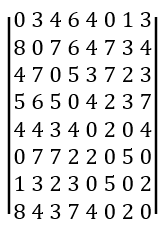 0 3 4 6 4 0 1 3
8 0 7 6 4 7 3 4
4 7 0 5 3 7 2 3
5 6 5 0 4 2 3 7
4 4 3 4 0 2 0 4
0 7 7 2 2 0 5 0
1 3 2 3 0 5 0 2
8 4 3 7 4 0 2 0